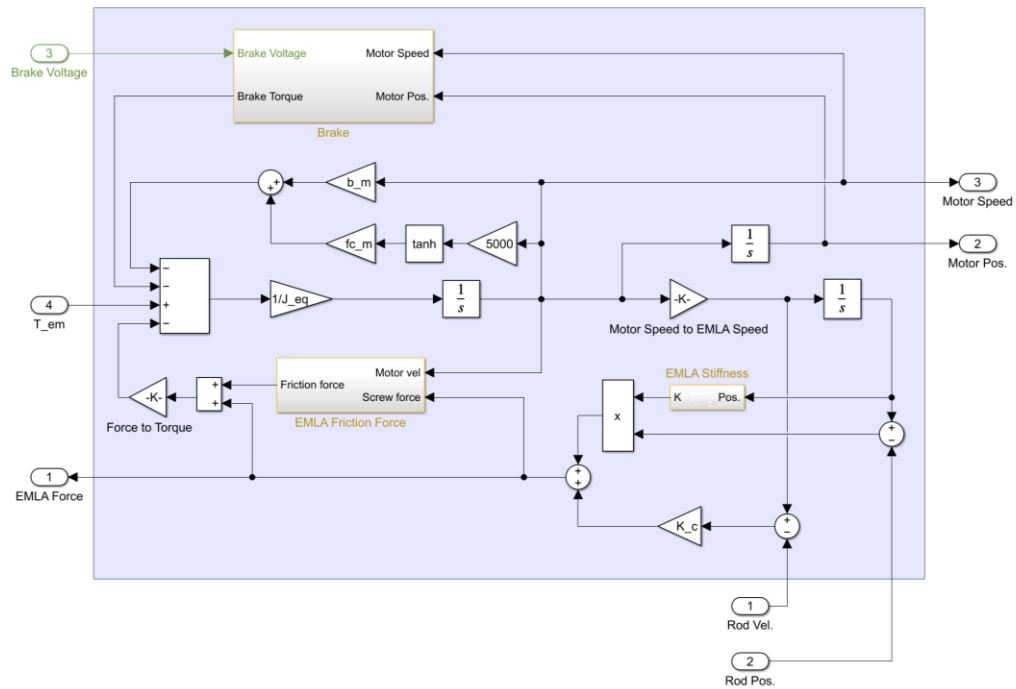 3
Brake Voltage
Brake Voltage
Motor Speed
Brake Torque
Motor Pos.
Brake
+
+
b_m
3
Motor Speed
fc_m
tanh
5000
1
s
2
Motor Pos.
−
−
+
−
4
T_em
1/J_eq
1
s
-K-
Motor Speed to EMLA Speed
1
s
Motor vel
Friction force
Screw force
EMLA Friction Force
+
+
-K-
Force to Torque
EMLA Stiffness
K
Pos.
x
+
−
1
EMLA Force
+
+
K_c
+
−
1
Rod Vel.
2
Rod Pos.